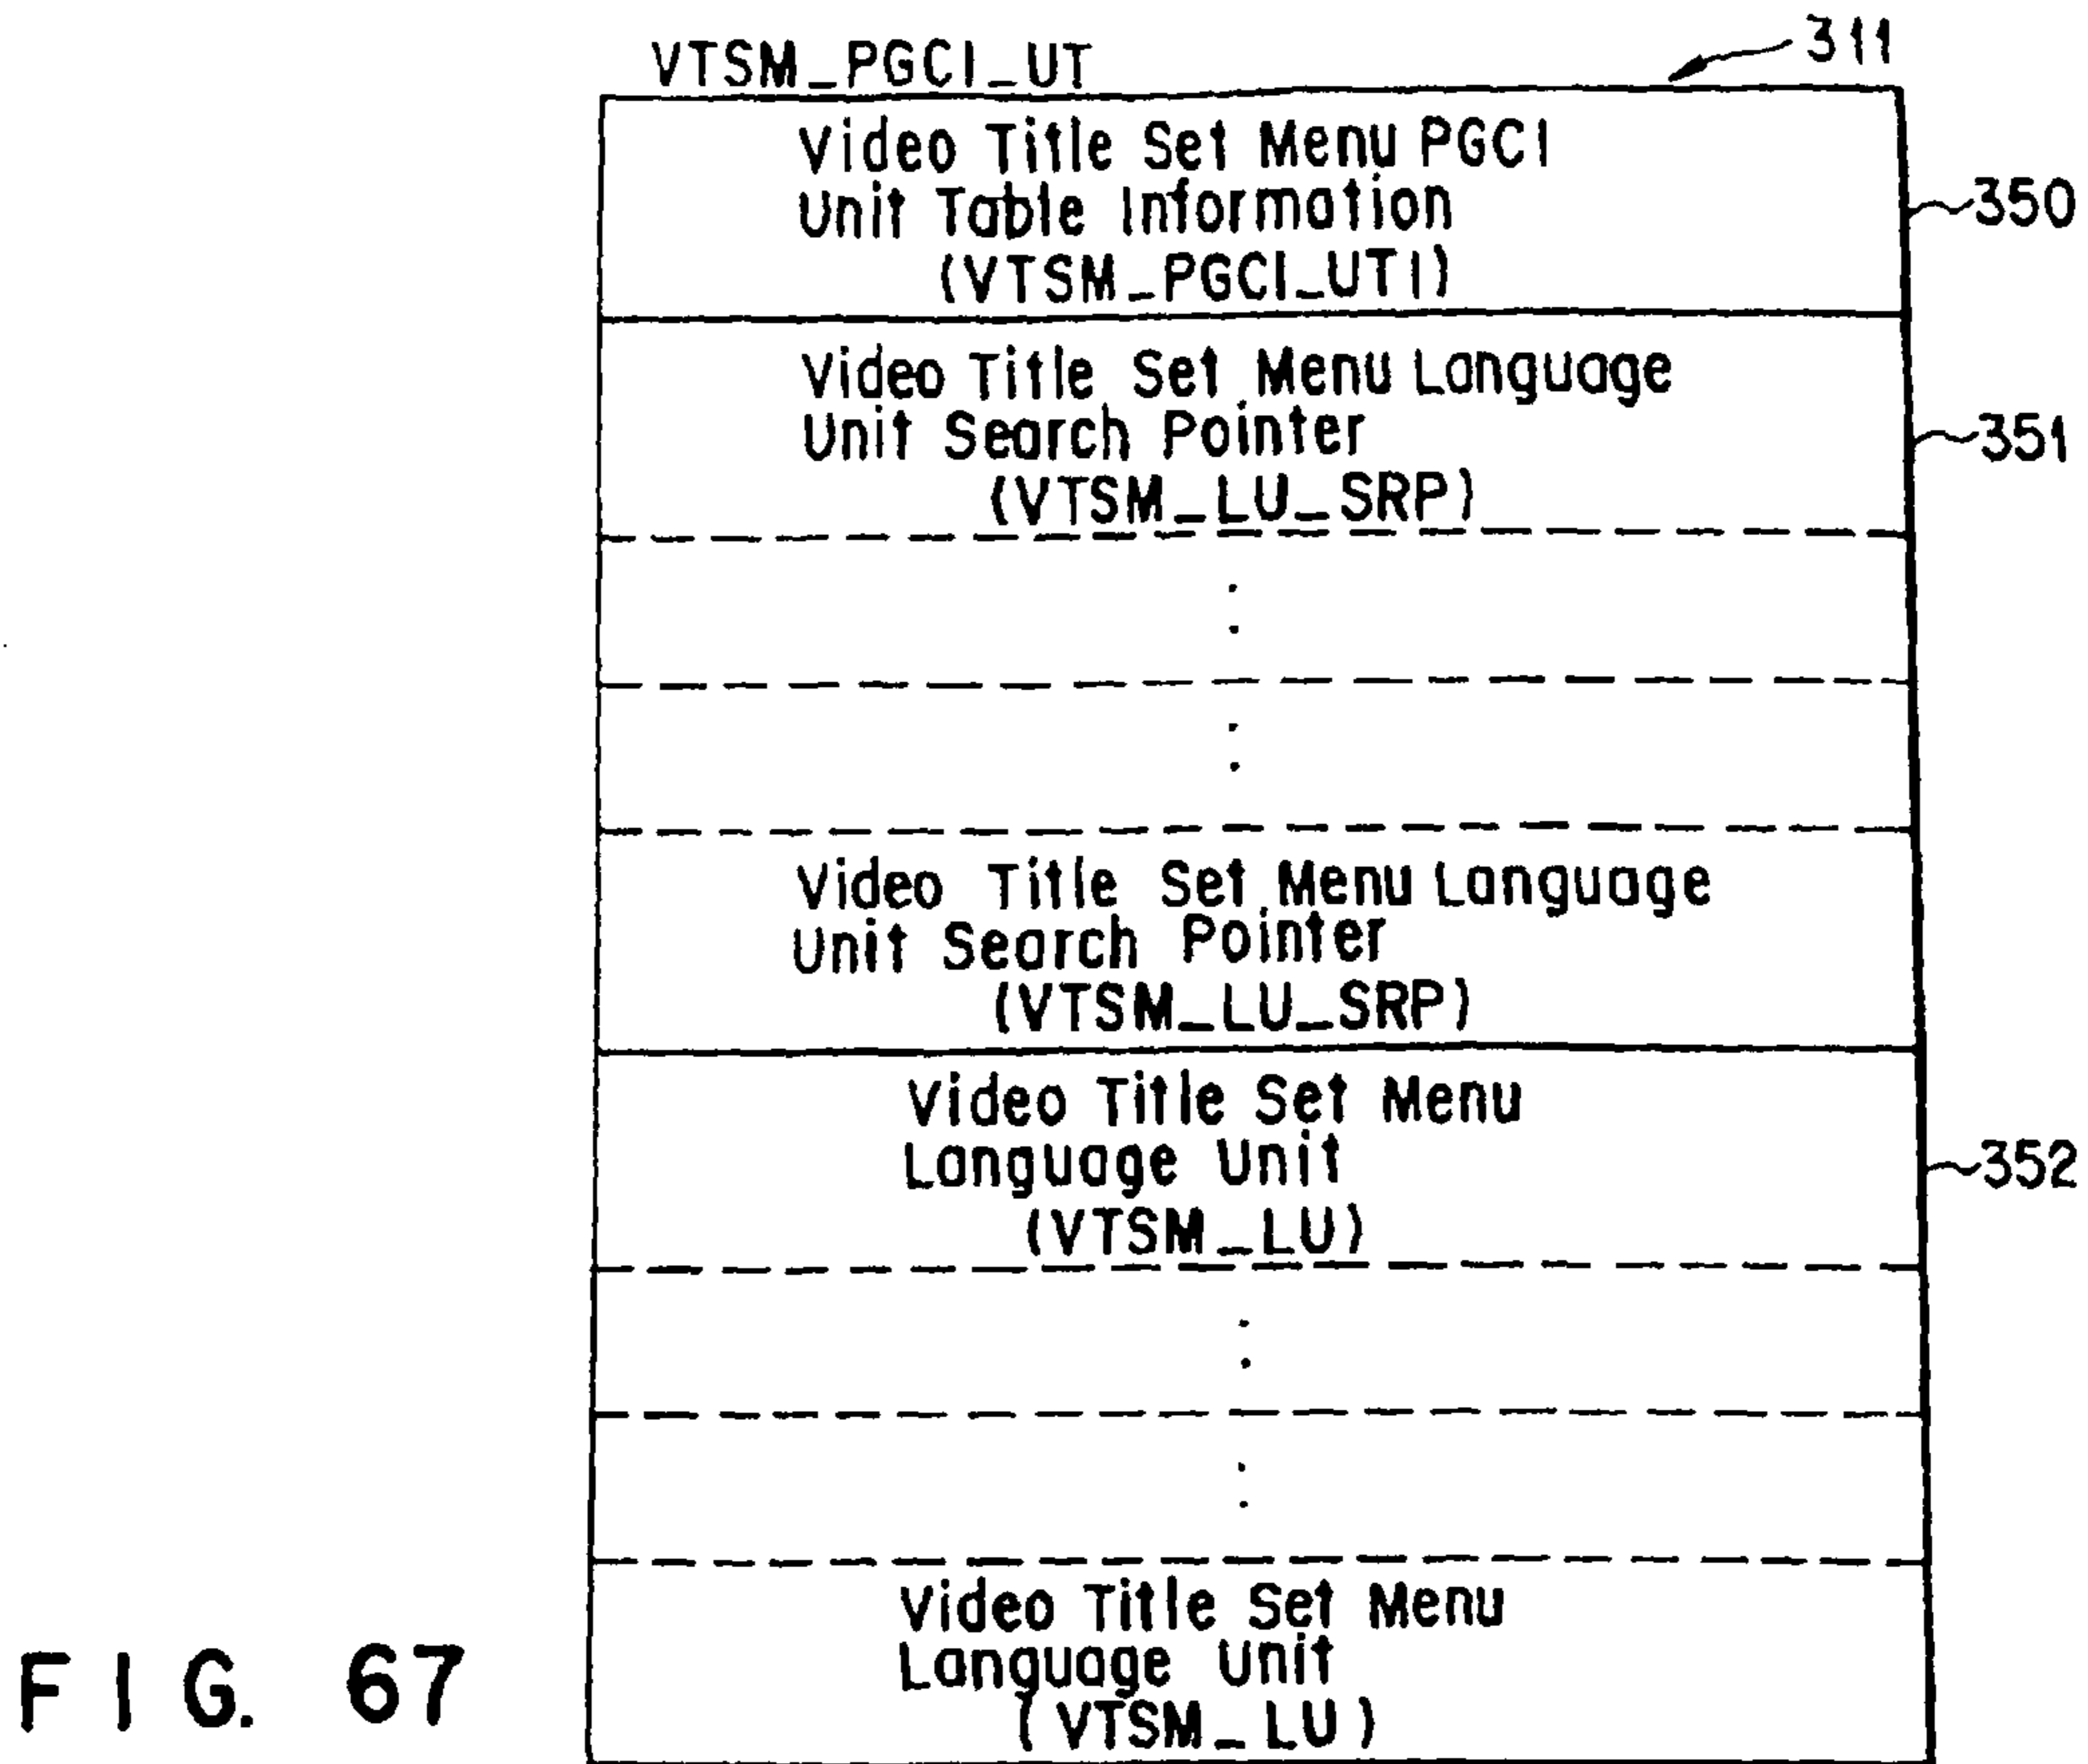 VTSM_PGCI_UT
311
Video Title Set Menu PGCI
Unit Table Information
(VTSM_PGCI_UTI)
350
Video Title Set Menu Language
Unit Search Pointer
(VTSM_LU_SRP)
351
Video Title Set Menu Language
Unit Search Pointer
(VTSM_LU_SRP)
Video Title Set Menu
Language Unit
(VTSM_LU)
352
Video Title Set Menu
Language Unit
(VTSM_LU)
FIG. 67